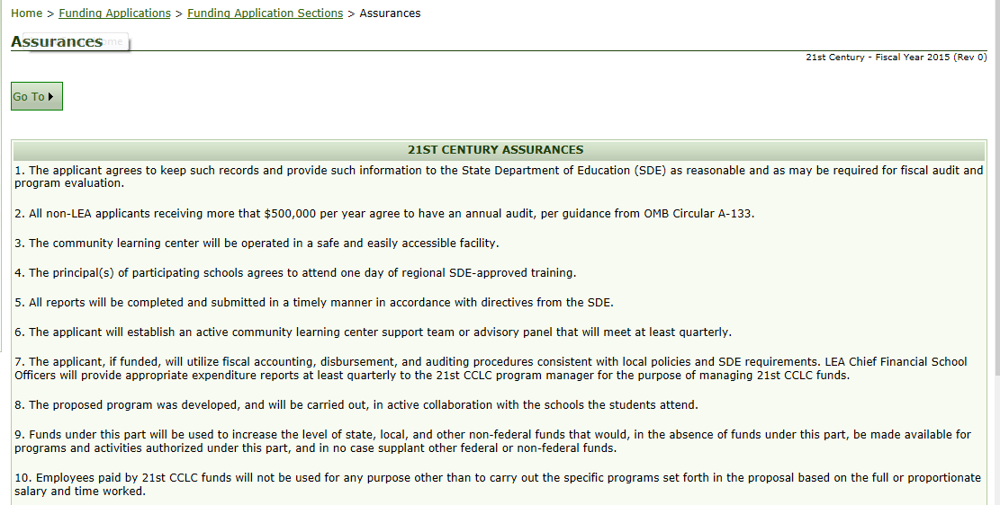 Home > Funding Applications > Funding Application Sections > Assurances
Assurances
21st Century - Fiscal Year 2015 (Rev 0)
Go To
21ST CENTURY ASSURANCES
1. The applicant agrees to keep such records and provide such information to the State Department of Education (SDE) as reasonable and as may be required for fiscal audit and
program evaluation.
2. All non-LEA applicants receiving more that $500,000 per year agree to have an annual audit, per guidance from OMB Circular A-133.
3. The community learning center will be operated in a safe and easily accessible facility.
4. The principal(s) of participating schools agrees to attend one day of regional SDE-approved training.
5. All reports will be completed and submitted in a timely manner in accordance with directives from the SDE.
6. The applicant will establish an active community learning center support team or advisory panel that will meet at least quarterly.
7. The applicant, if funded, will utilize fiscal accounting, disbursement, and auditing procedures consistent with local policies and SDE requirements. LEA Chief Financial School
Officers will provide appropriate expenditure reports at least quarterly to the 21st CCLC program manager for the purpose of managing 21st CCLC funds.
8. The proposed program was developed, and will be carried out, in active collaboration with the schools the students attend.
9. Funds under this part will be used to increase the level of state, local, and other non-federal funds that would, in the absence of funds under this part, be made available for
programs and activities authorized under this part, and in no case supplant other federal or non-federal funds.
10. Employees paid by 21st CCLC funds will not be used for any purpose other than to carry out the specific programs set forth in the proposal based on the full or proportionate
salary and time worked.